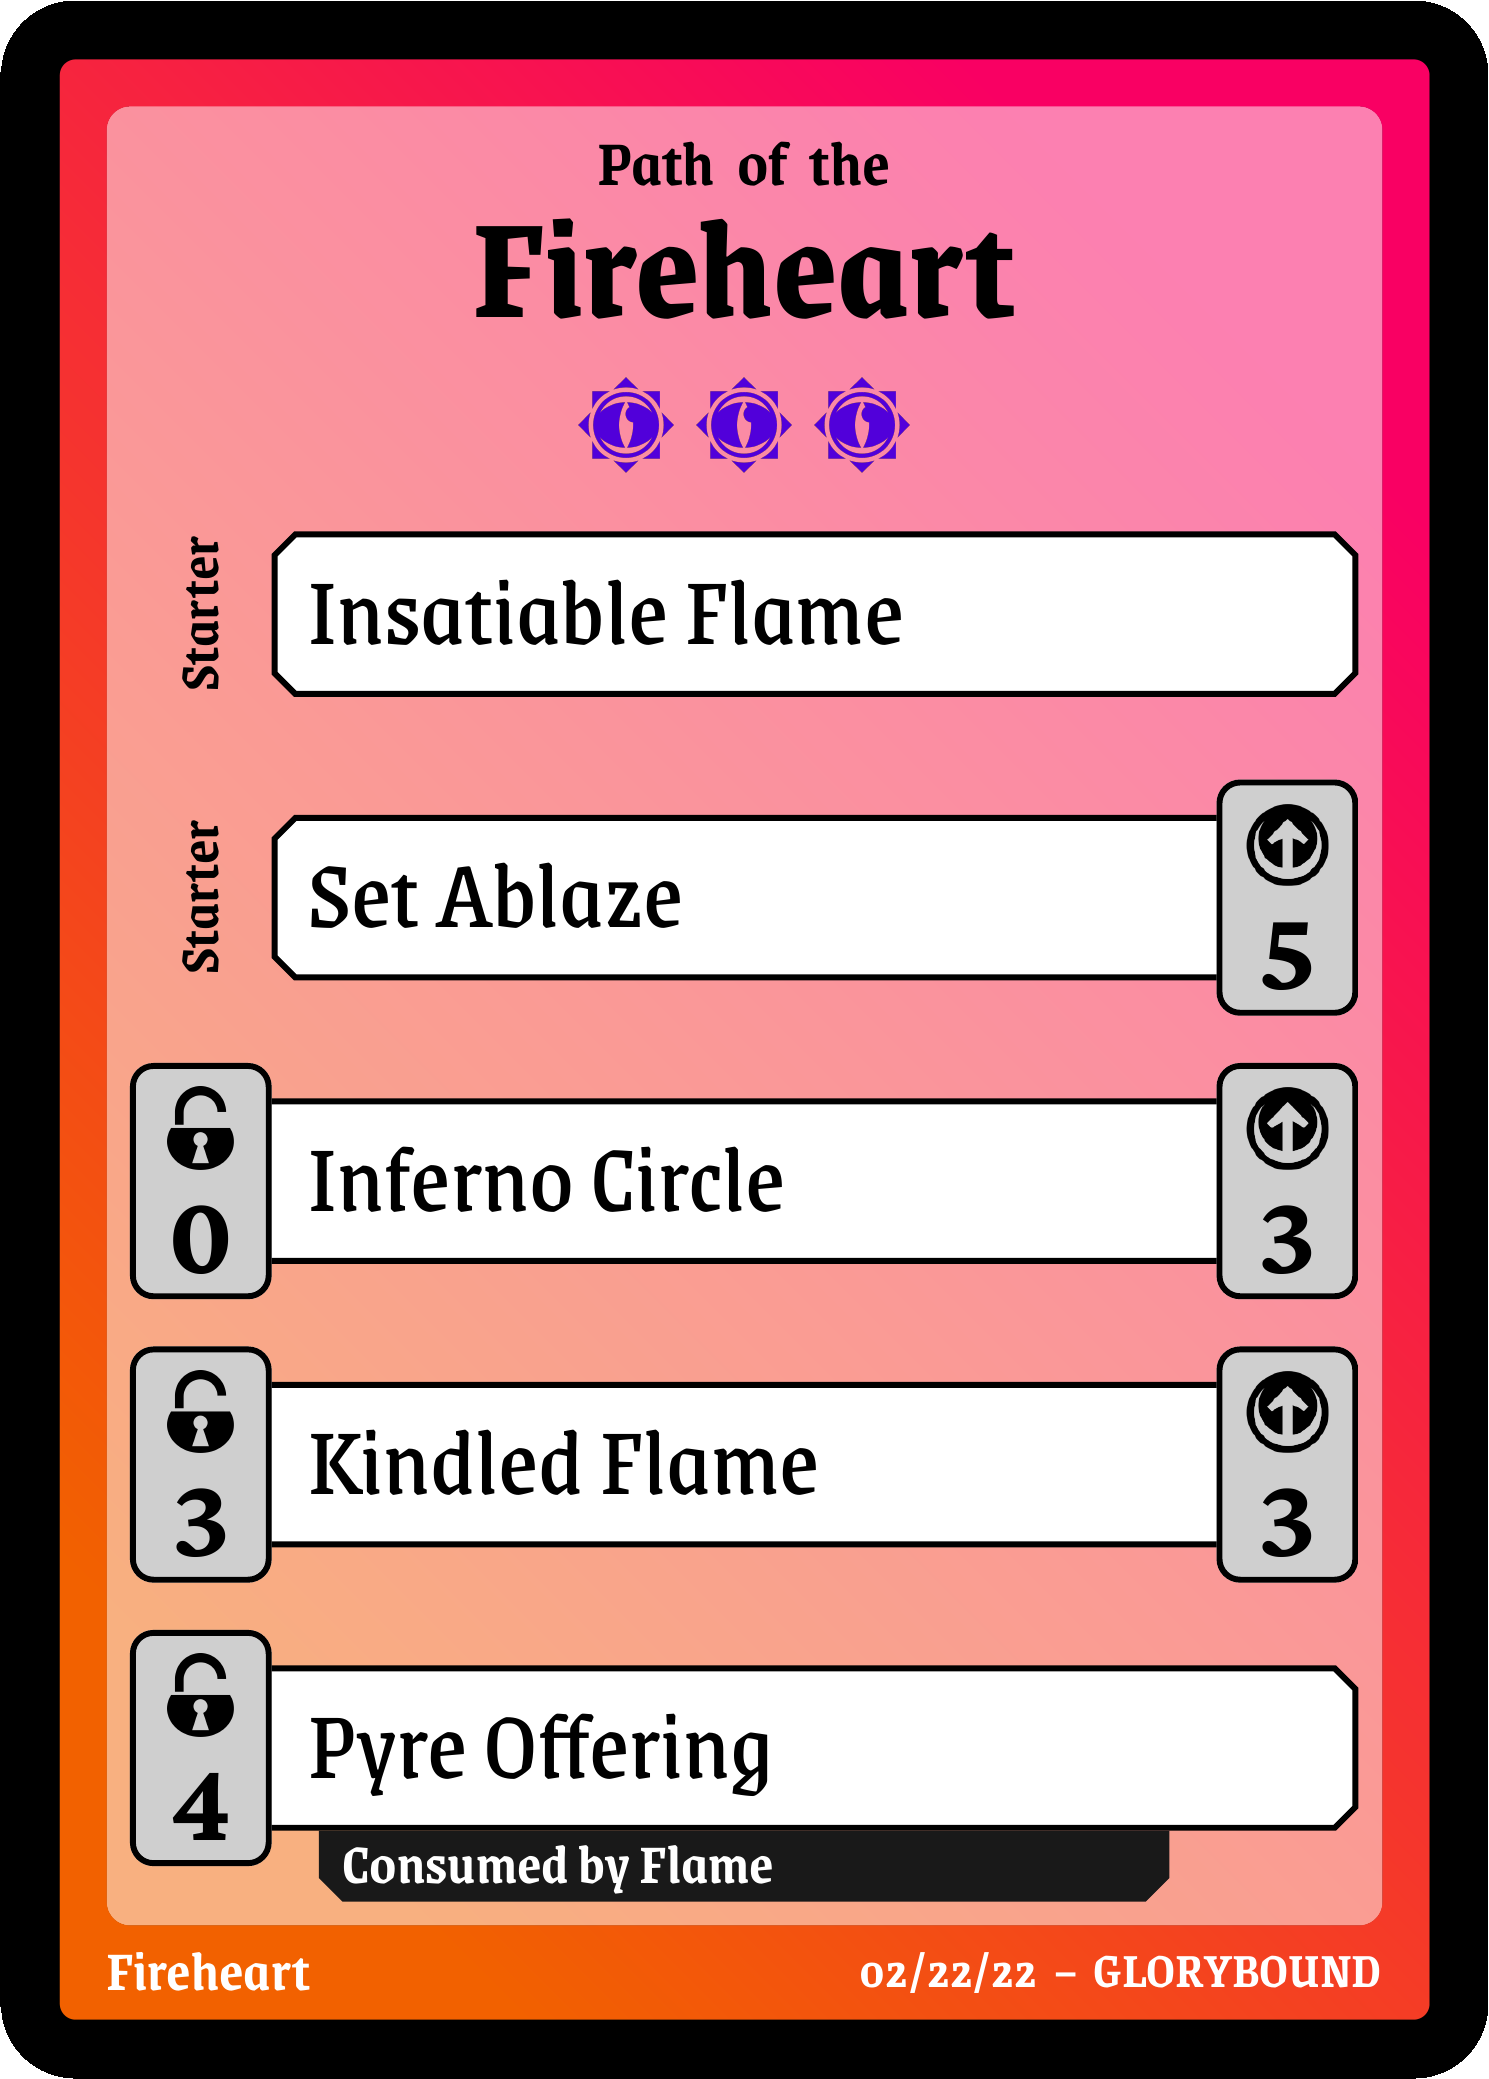 Path of the
Fireheart
Starter
Insatiable Flame
Starter
Set Ablaze
5
0
Inferno Circle
3
3
Kindled Flame
3
4
Pyre Offering
Consumed by Flame
Fireheart
02/22/22 – GLORYBOUND